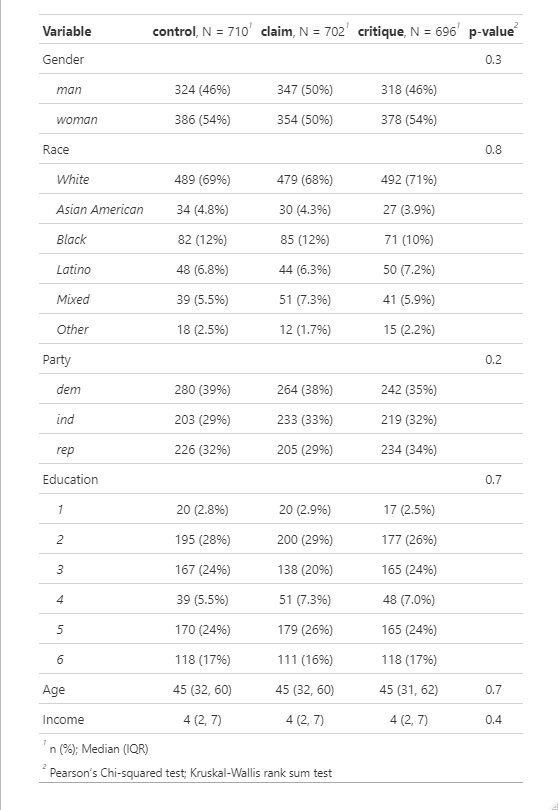 Variable control, N = 710¹ claim, N = 702¹ critique, N = 696¹ p-value²
Gender 0.3
man 324 (46%) 347 (50%) 318 (46%)
woman 386 (54%) 354 (50%) 378 (54%)
Race 0.8
White 489 (69%) 479 (68%) 492 (71%)
Asian American 34 (4.8%) 30 (4.3%) 27 (3.9%)
Black 82 (12%) 85 (12%) 71 (10%)
Latino 48 (6.8%) 44 (6.3%) 50 (7.2%)
Mixed 39 (5.5%) 51 (7.3%) 41 (5.9%)
Other 18 (2.5%) 12 (1.7%) 15 (2.2%)
Party 0.2
dem 280 (39%) 264 (38%) 242 (35%)
ind 203 (29%) 233 (33%) 219 (32%)
rep 226 (32%) 205 (29%) 234 (34%)
Education 0.7
1 20 (2.8%) 20 (2.9%) 17 (2.5%)
2 195 (28%) 200 (29%) 177 (26%)
3 167 (24%) 138 (20%) 165 (24%)
4 39 (5.5%) 51 (7.3%) 48 (7.0%)
5 170 (24%) 179 (26%) 165 (24%)
6 118 (17%) 111 (16%) 118 (17%)
Age 45 (32, 60) 45 (32, 60) 45 (31, 62) 0.7
Income 4 (2, 7) 4 (2, 7) 4 (2, 7) 0.4
¹ n (%); Median (IQR)
² Pearson's Chi-squared test; Kruskal-Wallis rank sum test